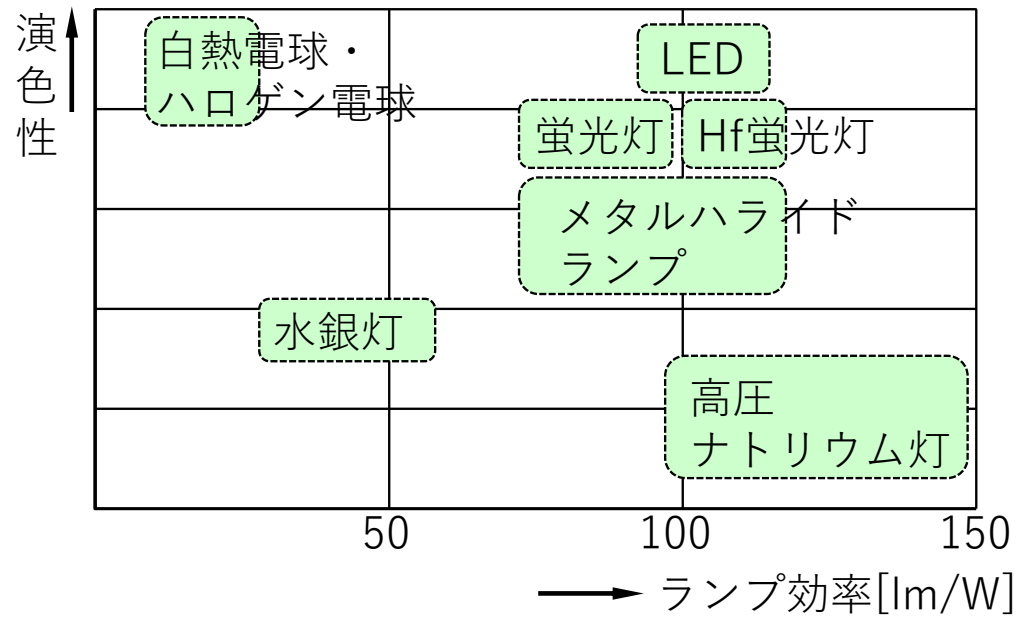 演色性
白熱電球・
ハロゲン電球
LED
蛍光灯
Hf蛍光灯
メタルハライド
ランプ
水銀灯
高圧
ナトリウム灯
50
100
150
ランプ効率[lm/W]